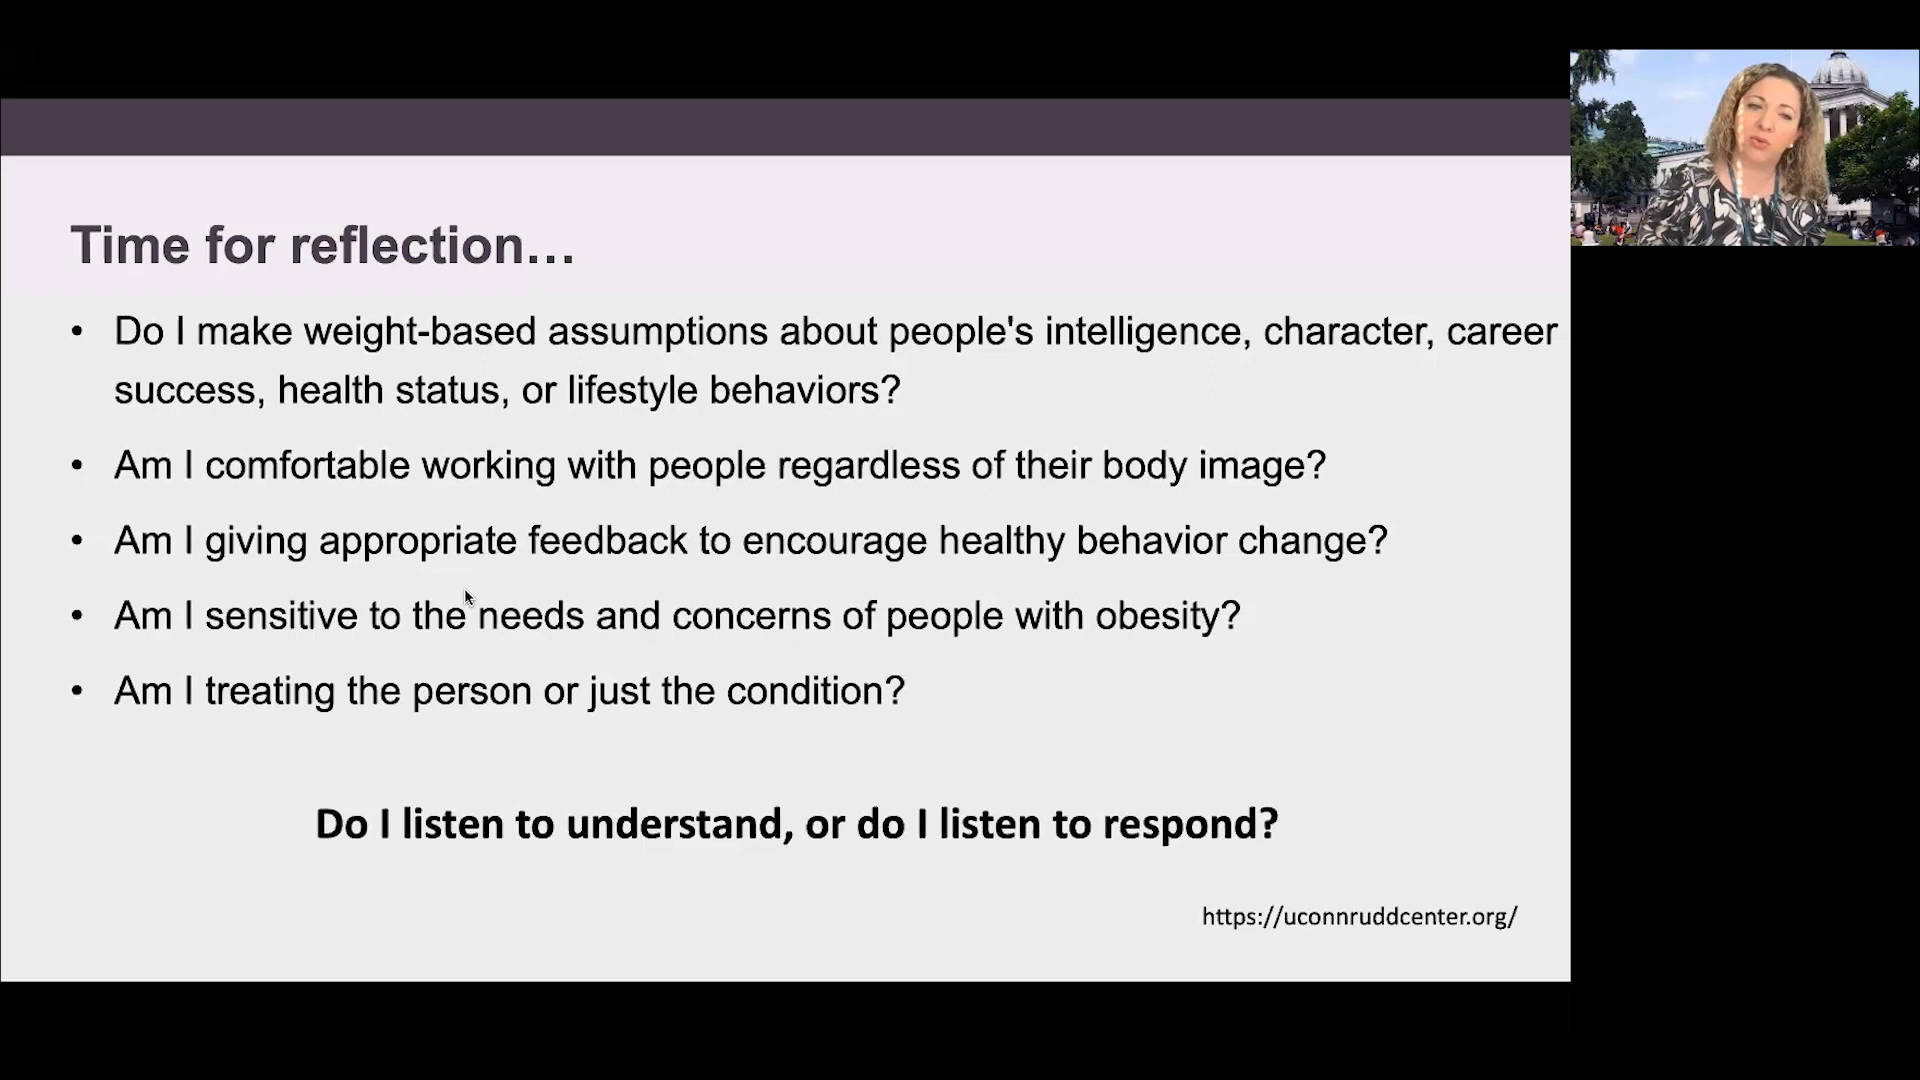 Time for reflection…
• Do I make weight-based assumptions about people's intelligence, character, career
success, health status, or lifestyle behaviors?
• Am I comfortable working with people regardless of their body image?
• Am I giving appropriate feedback to encourage healthy behavior change?
• Am I sensitive to the needs and concerns of people with obesity?
• Am I treating the person or just the condition?
Do I listen to understand, or do I listen to respond?
https://uconnruddcenter.org/